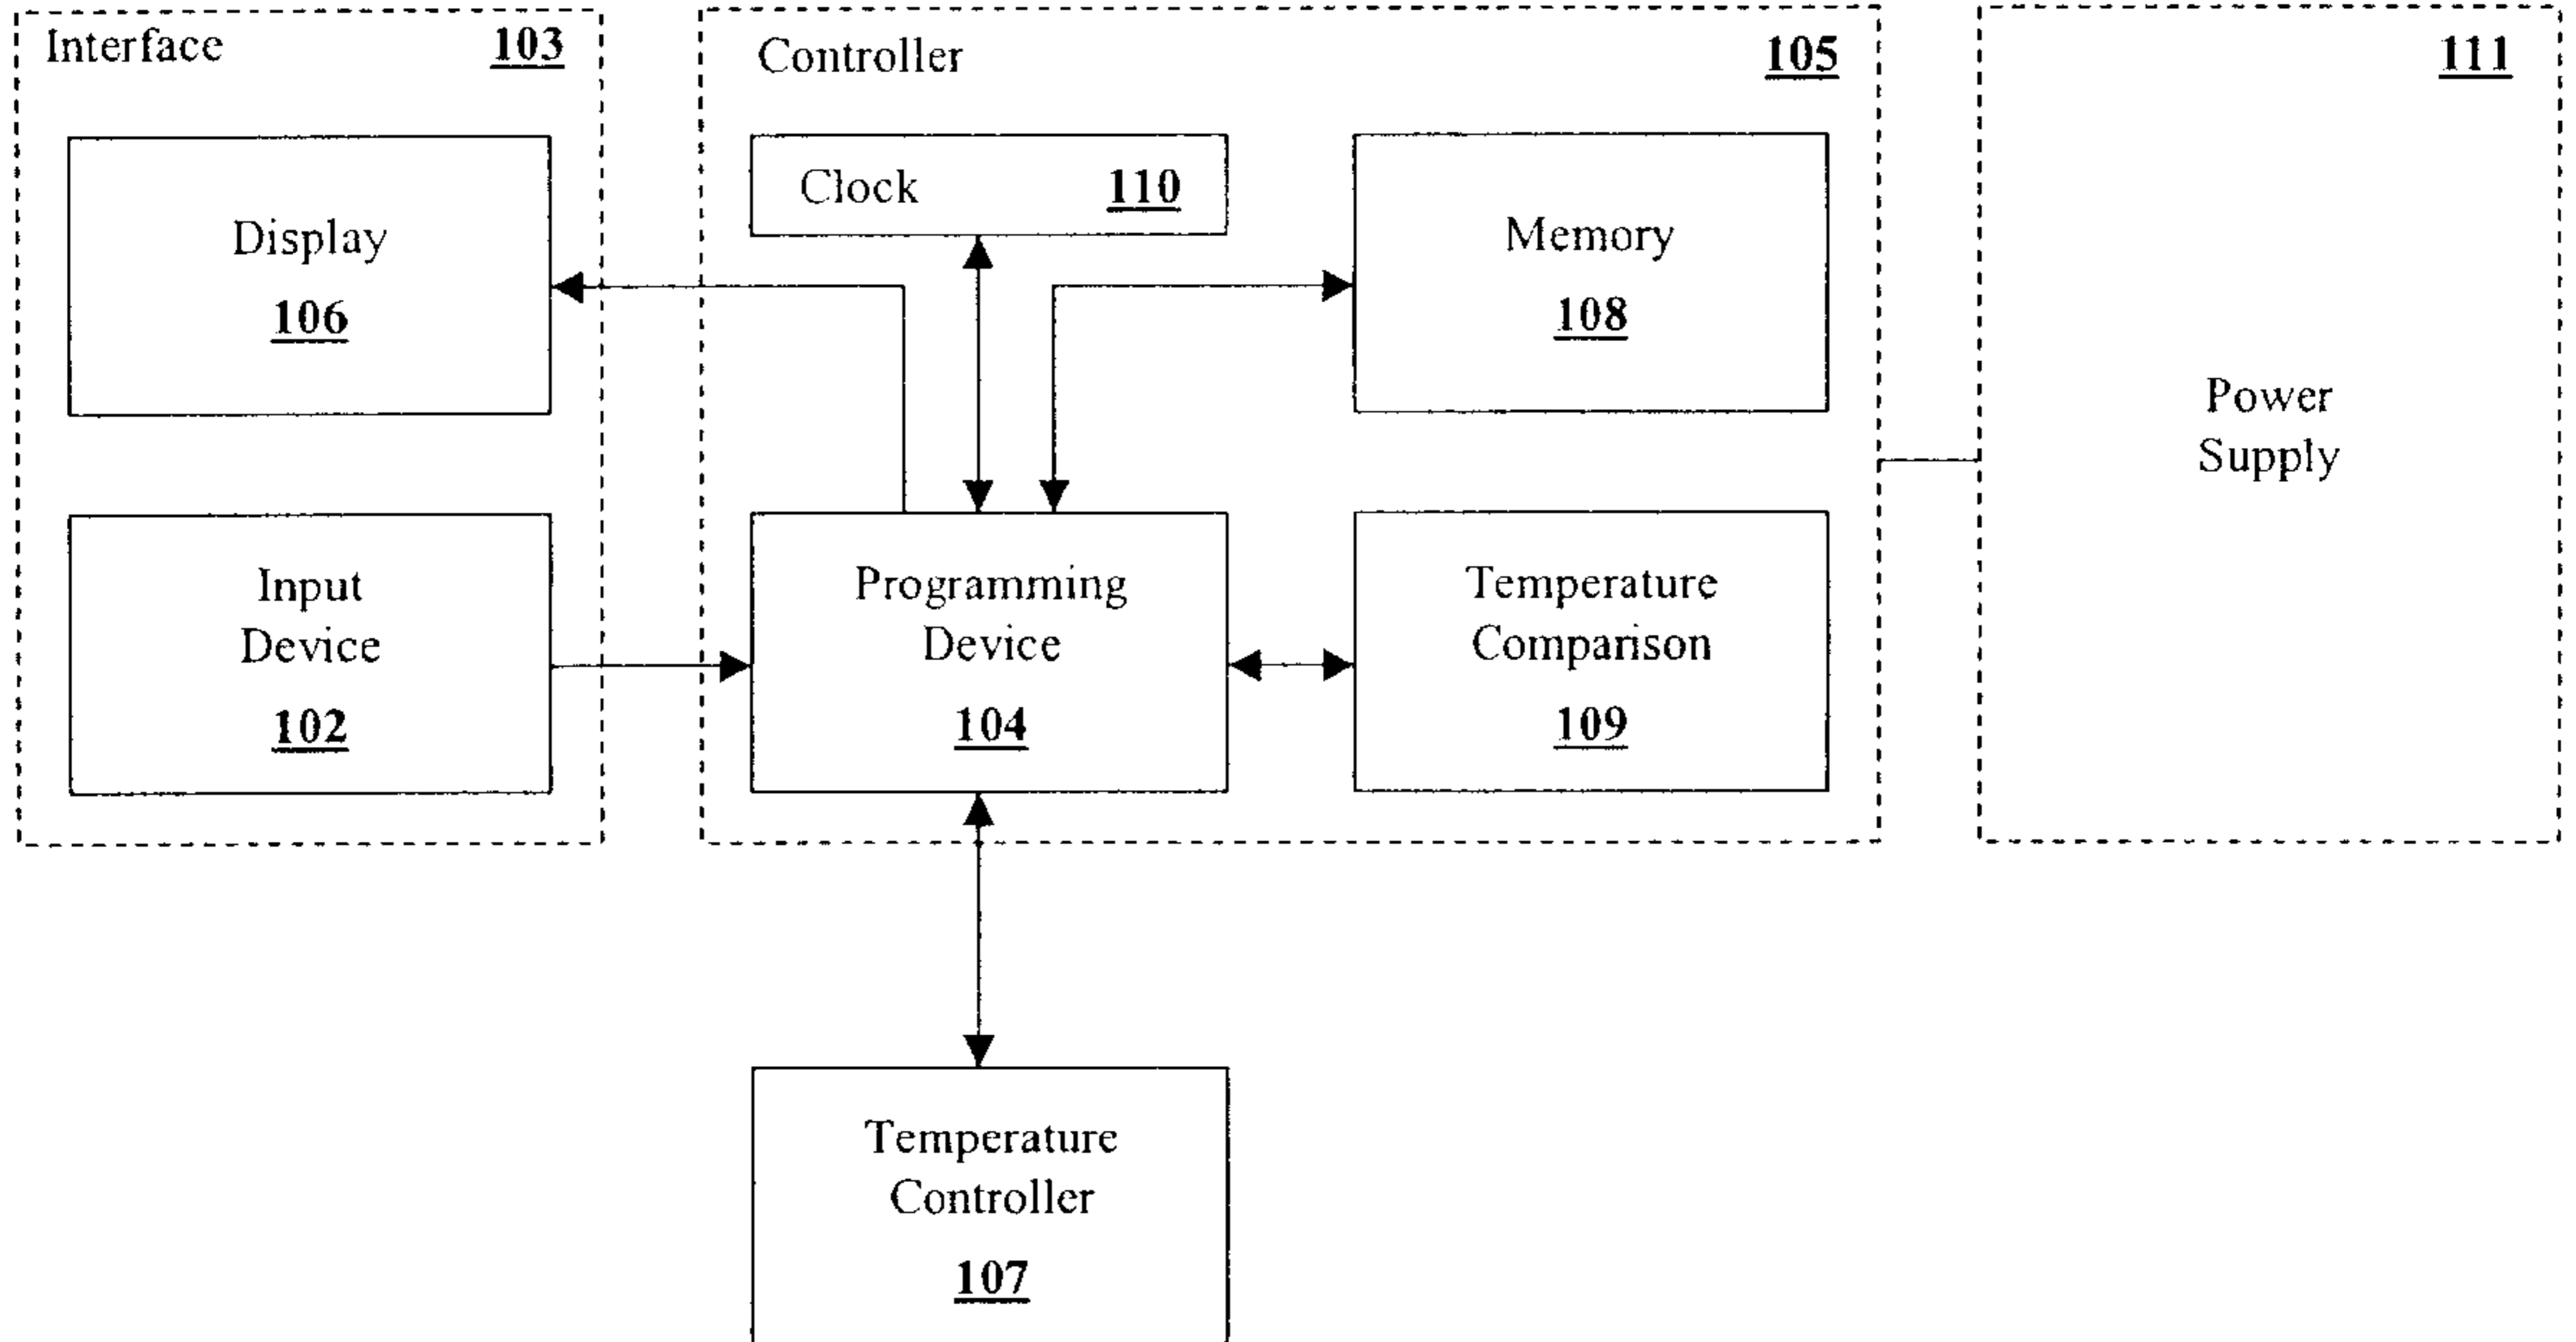 Interface 103
Controller 105
111
Display
106
Clock 110
Memory
108
Power
Supply
Input
Device
102
Programming
Device
104
Temperature
Comparison
109
Temperature
Controller
107